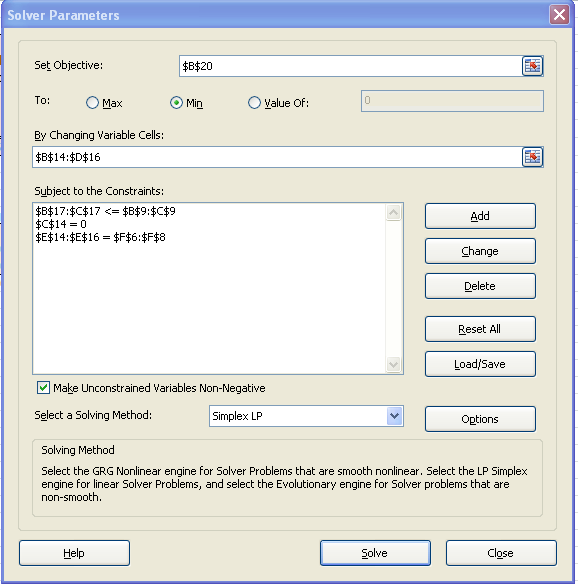 Solver Parameters
Set Objective:
$B$20
To:
Max
Min
Value Of:
0
By Changing Variable Cells:
$B$14:$D$16
Subject to the Constraints:
$B$17:$C$17 <= $B$9:$C$9
$C$14 = 0
$E$14:$E$16 = $F$6:$F$8
Add
Change
Delete
Reset All
Load/Save
Make Unconstrained Variables Non-Negative
Select a Solving Method:
Simplex LP
Options
Solving Method
Select the GRG Nonlinear engine for Solver Problems that are smooth nonlinear. Select the LP Simplex
engine for linear Solver Problems, and select the Evolutionary engine for Solver problems that are
non-smooth.
Help
Solve
Close